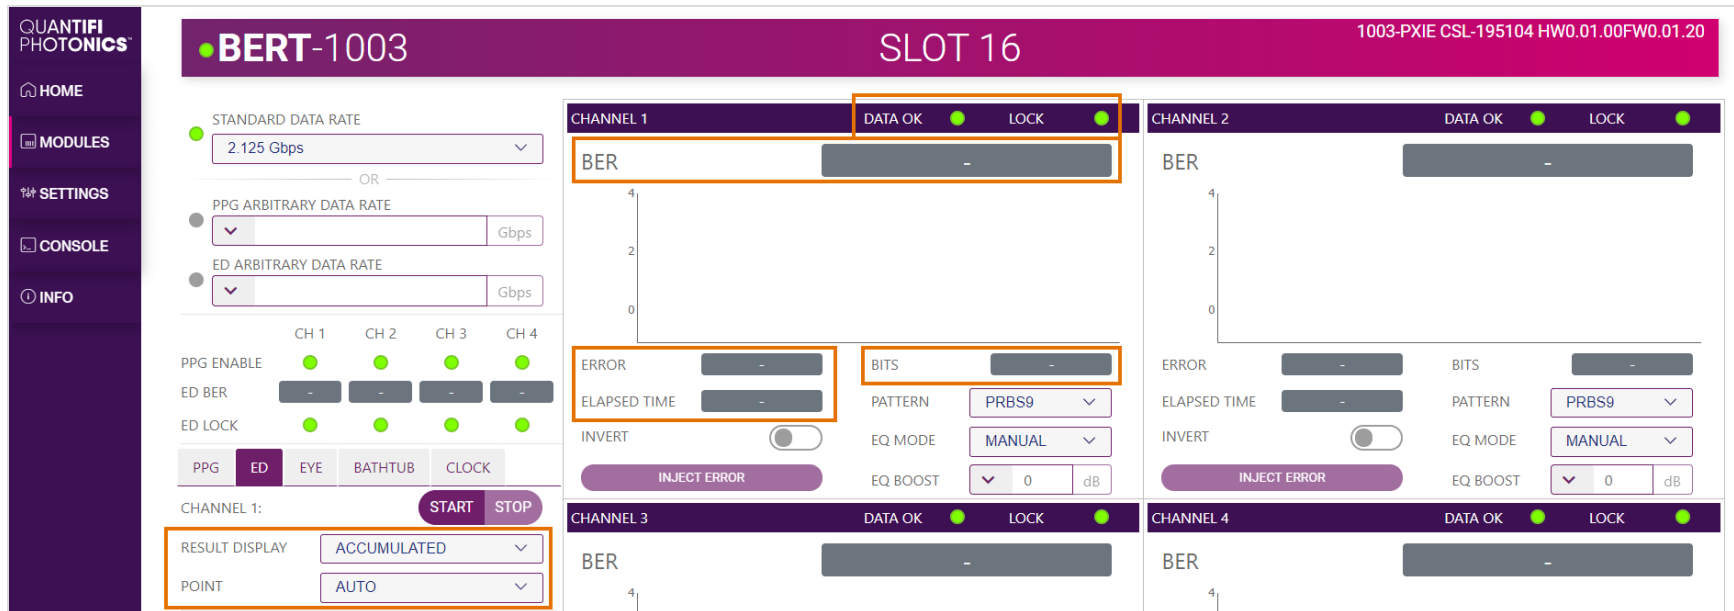 QUANTIFI
PHOTONICS™
HOME
MODULES
SETTINGS
CONSOLE
INFO
BERT-1003
SLOT 16
1003-PXIE CSL-195104 HW0.01.00FW0.01.20
STANDARD DATA RATE
2.125 Gbps
OR
PPG ARBITRARY DATA RATE
Gbps
ED ARBITRARY DATA RATE
Gbps
CH 1 CH 2 CH 3 CH 4
PPG ENABLE
ED BER - - - -
ED LOCK
PPG ED EYE BATHTUB CLOCK
CHANNEL 1: START STOP
RESULT DISPLAY ACCUMULATED
POINT AUTO
CHANNEL 1 DATA OK LOCK
BER -
4
2
0
ERROR - BITS -
ELAPSED TIME - PATTERN PRBS9
INVERT EQ MODE MANUAL
INJECT ERROR EQ BOOST 0 dB
CHANNEL 2 DATA OK LOCK
BER -
4
2
0
ERROR - BITS -
ELAPSED TIME - PATTERN PRBS9
INVERT EQ MODE MANUAL
INJECT ERROR EQ BOOST 0 dB
CHANNEL 3 DATA OK LOCK
BER -
4
CHANNEL 4 DATA OK LOCK
BER -
4